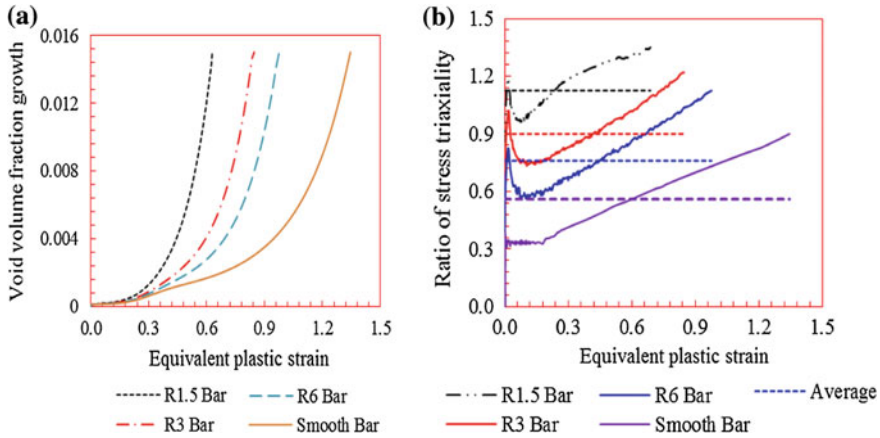 (a)
Void volume fraction growth
0.016
0.012
0.008
0.004
0
0.0
0.3
0.6
0.9
1.2
1.5
Equivalent plastic strain
R1.5 Bar
R6 Bar
R3 Bar
Smooth Bar
(b)
Ratio of stress triaxiality
1.5
1.2
0.9
0.6
0.3
0.0
0.0
0.3
0.6
0.9
1.2
1.5
Equivalent plastic strain
R1.5 Bar
R6 Bar
Average
R3 Bar
Smooth Bar